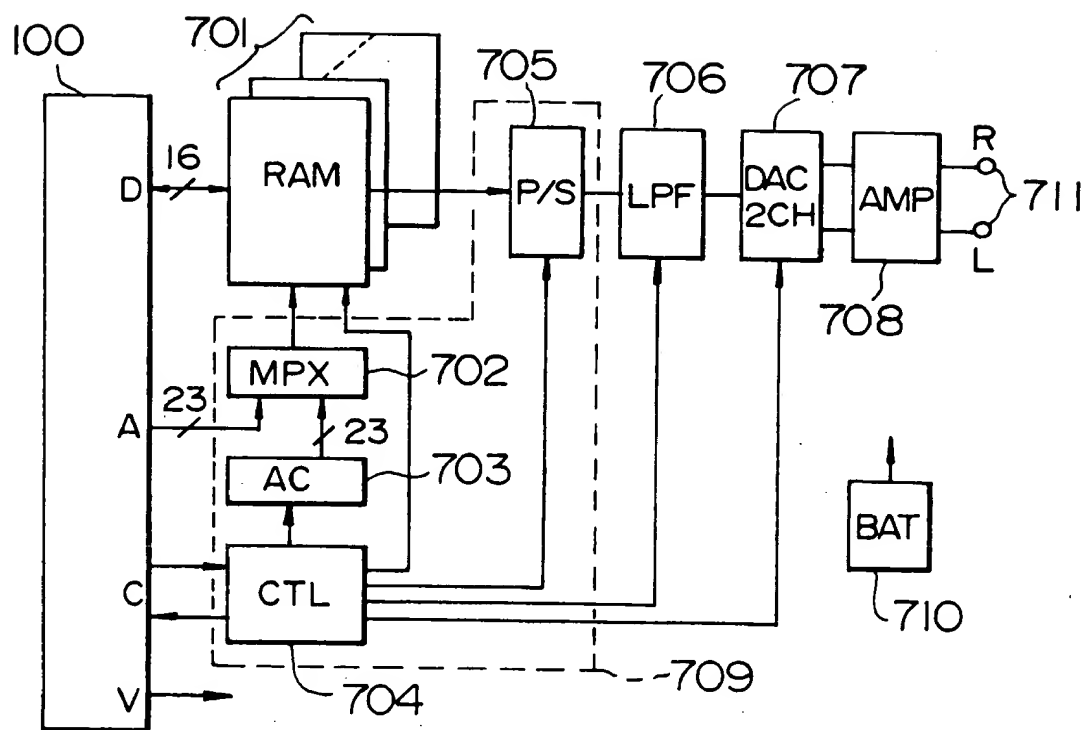 100
701
705
706
707
D
16
RAM
P/S
LPF
DAC
2CH
AMP
R
L
711
708
MPX
702
A
23
23
AC
703
BAT
C
CTL
710
V
704
709